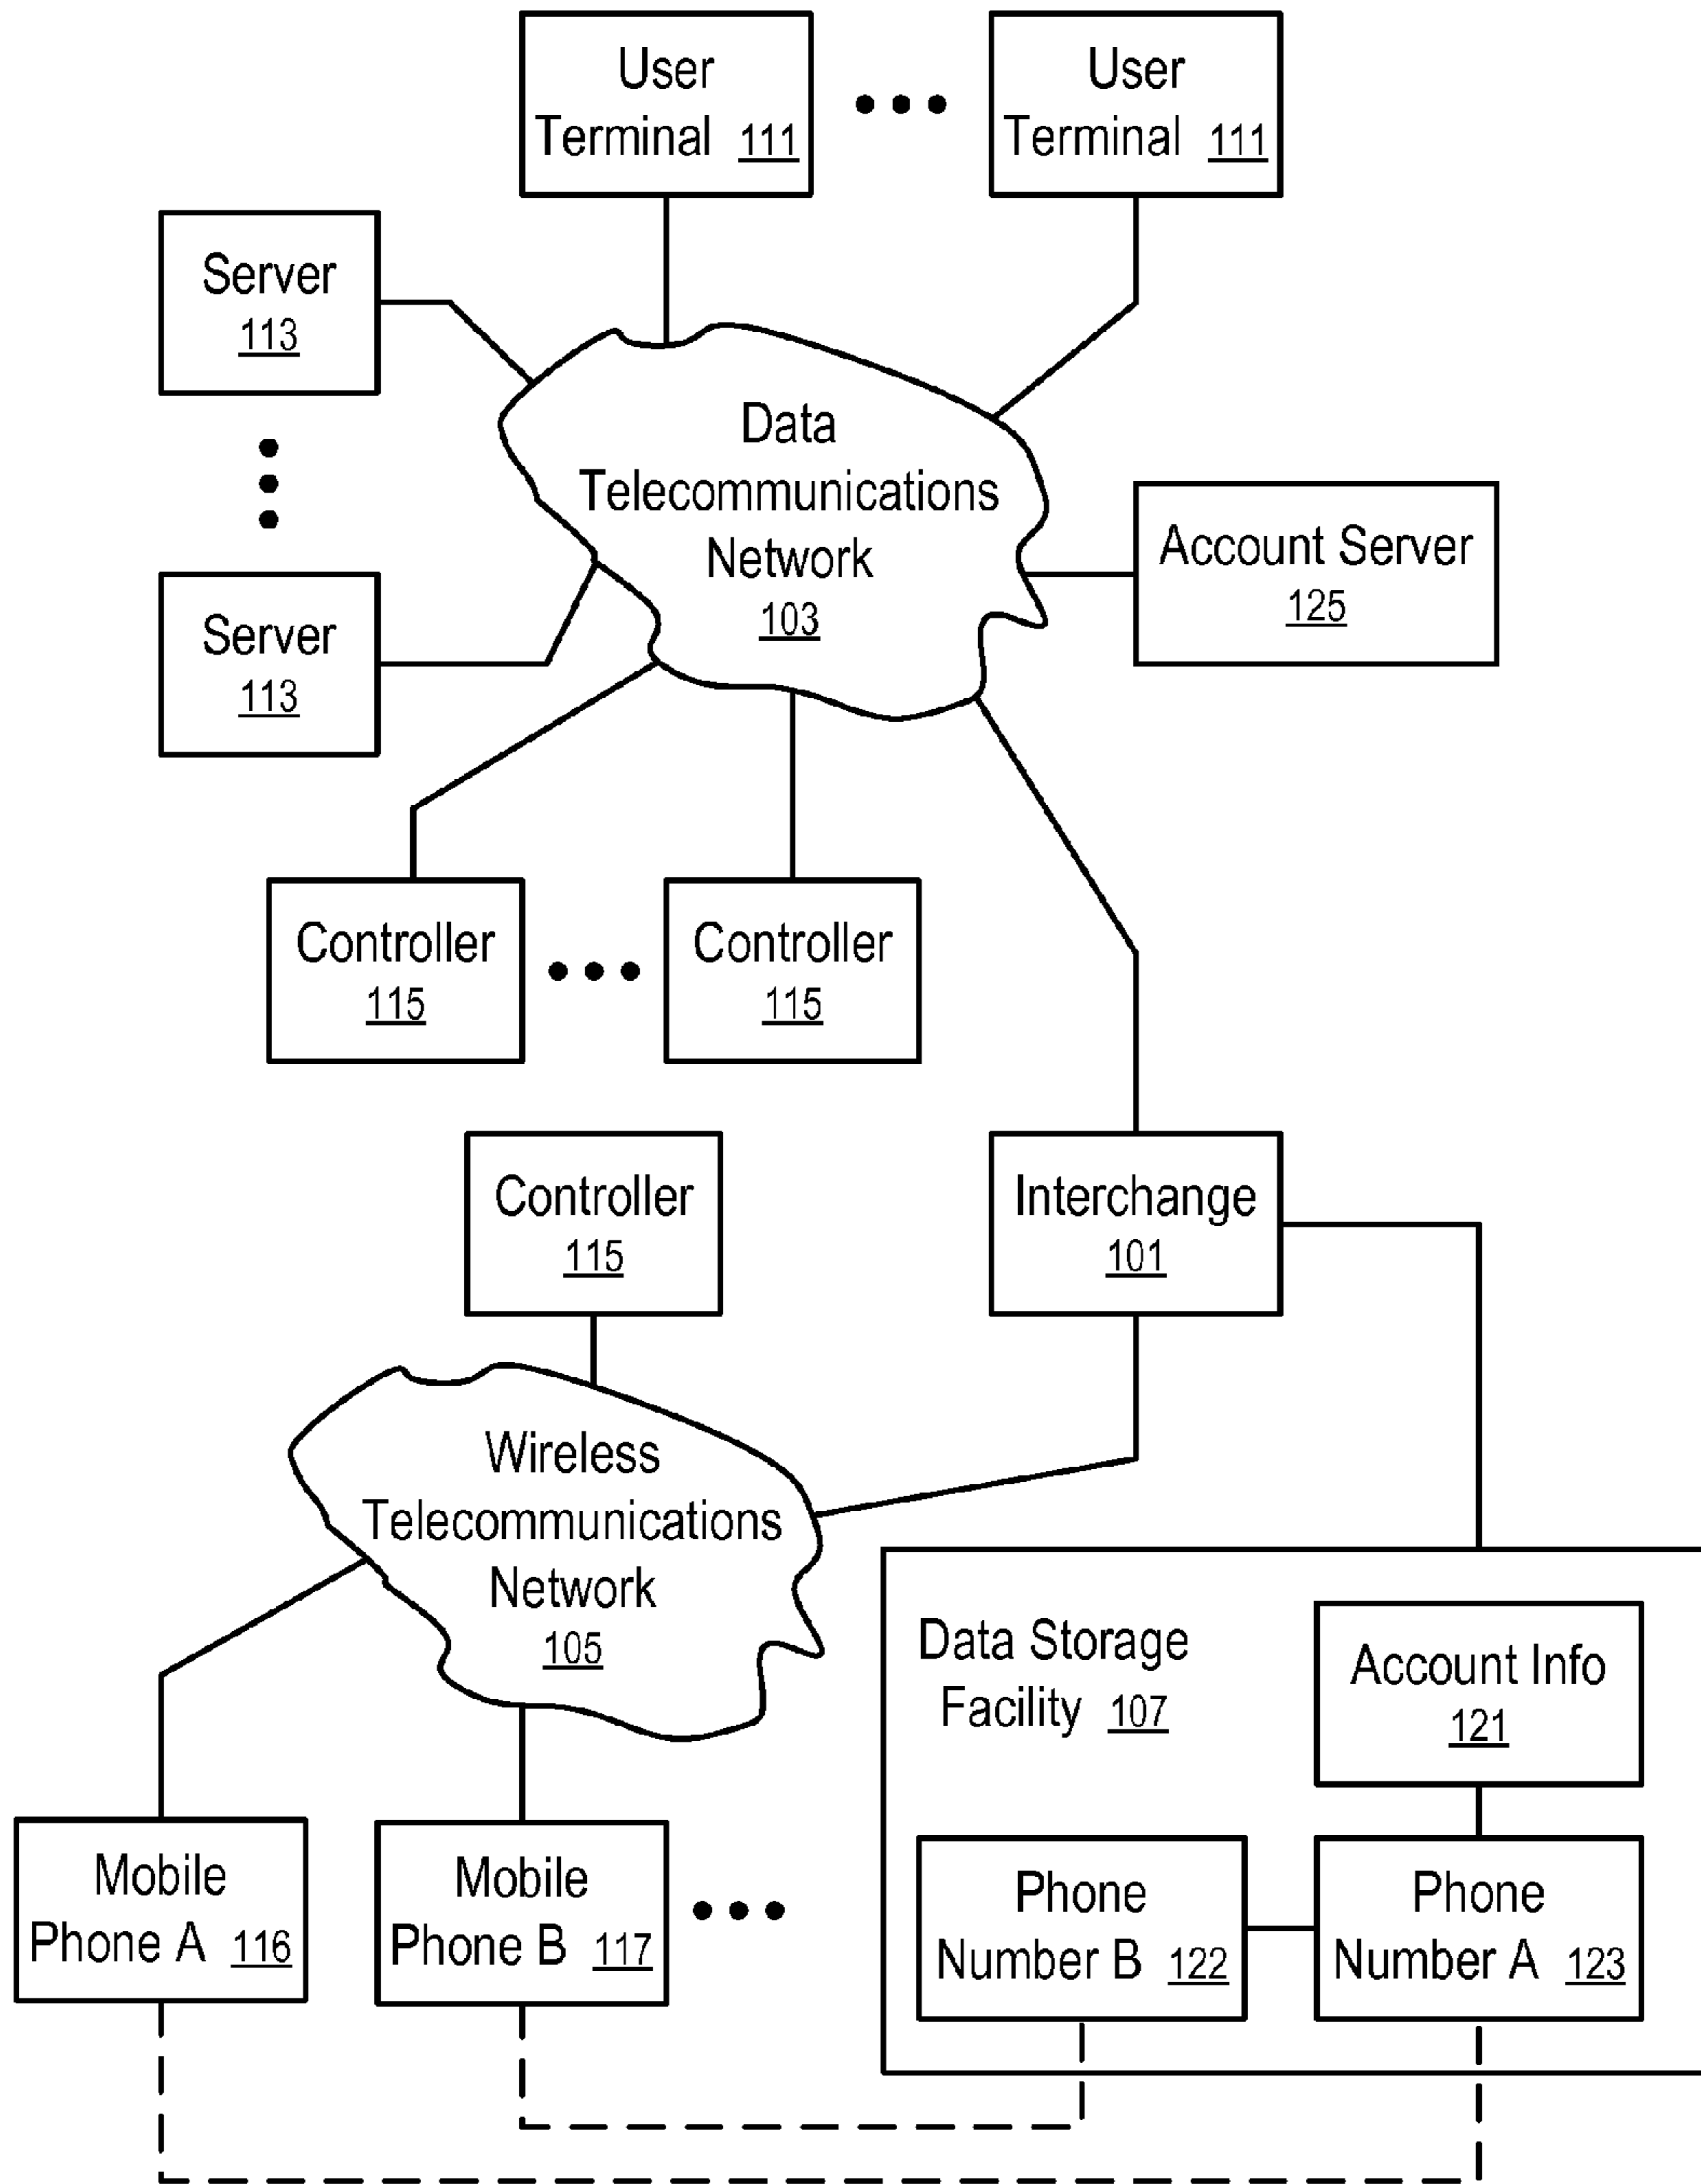 User
Terminal 111
User
Terminal 111
Server
113
Data
Telecommunications
Network
103
Account Server
125
Server
113
Controller
115
Controller
115
Controller
115
Interchange
101
Wireless
Telecommunications
Network
105
Data Storage
Facility 107
Account Info
121
Mobile
Phone A 116
Mobile
Phone B 117
Phone
Number B 122
Phone
Number A 123